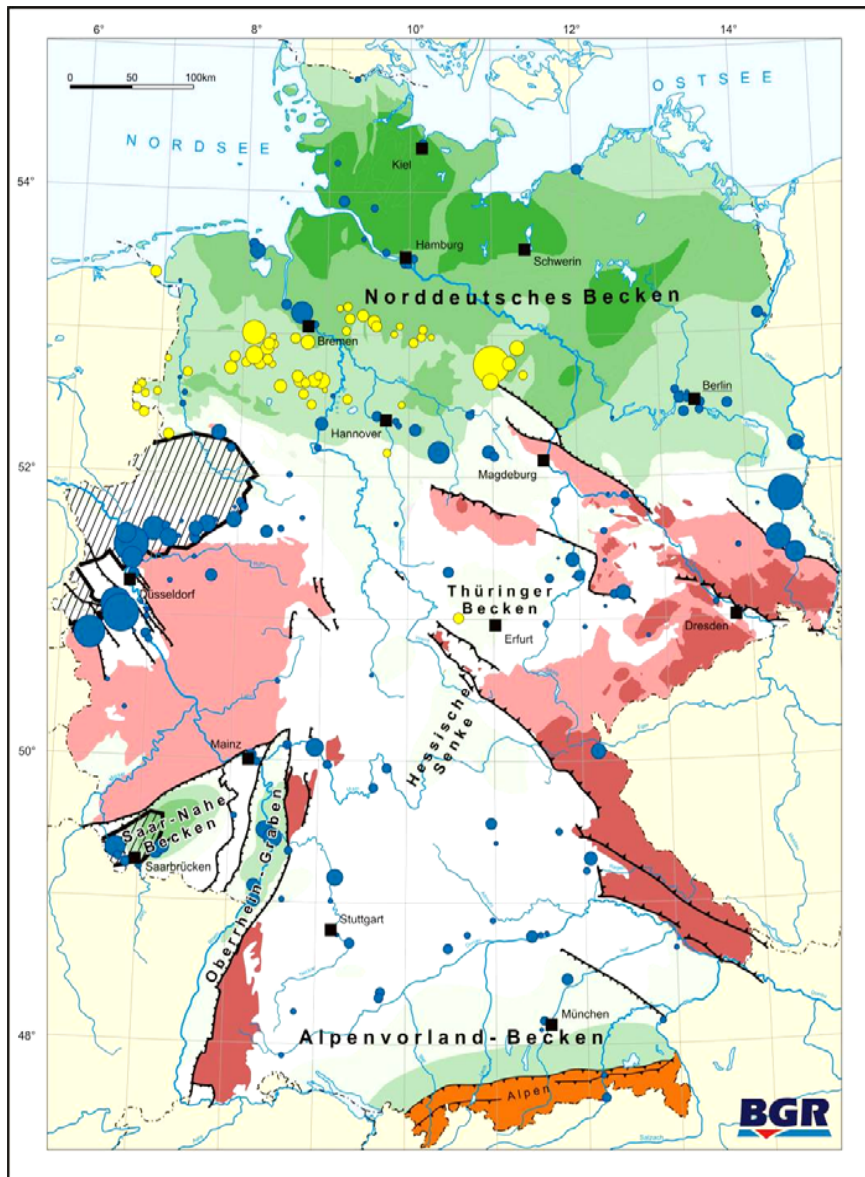 6° 8° 10° 12° 14°
0 50 100km
OSTSEE
NORDSEE
Kiel
54°
Hamburg
Schwerin
Norddeutsches Becken
Bremen
Berlin
Hannover
52°
Magdeburg
Düsseldorf
Thüringer
Becken
Erfurt
Dresden
Hessische
Senke
50°
Mainz
Saar-Nahe
Becken
Saarbrücken
Oberrhein-Graben
Stuttgart
München
48°
Alpenvorland-Becken
Alpen
BGR